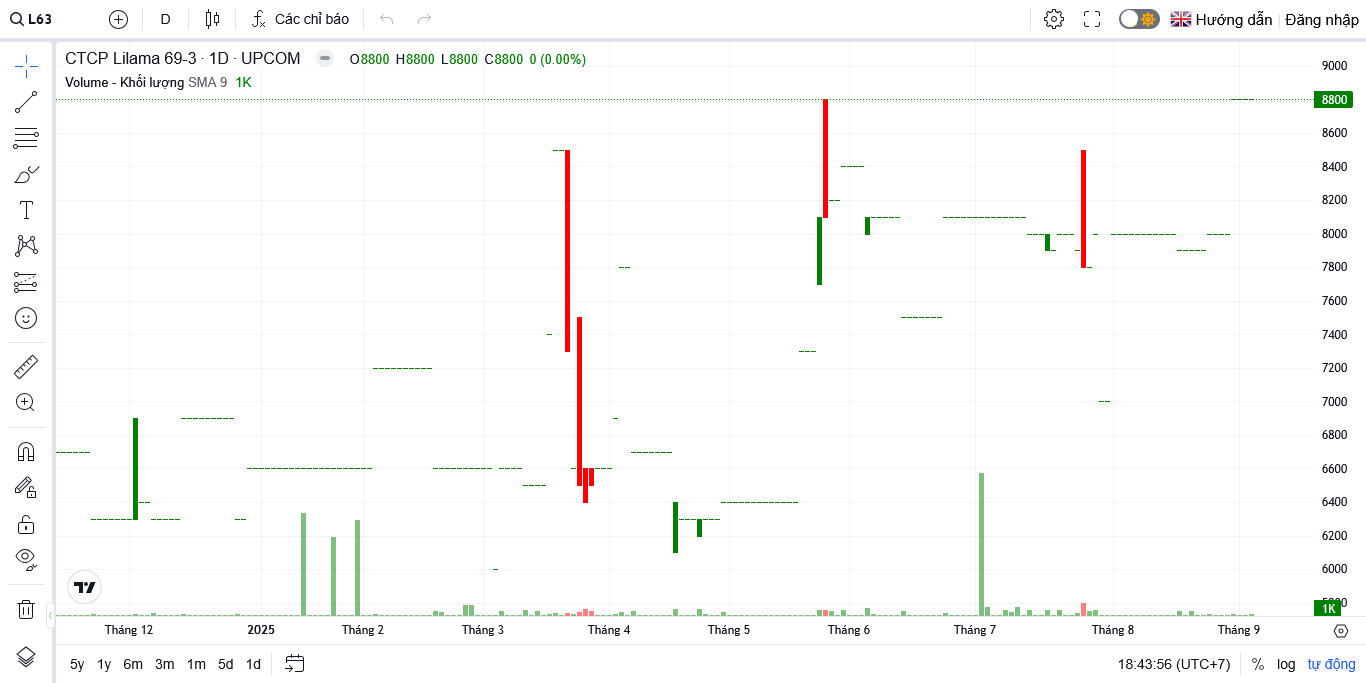 L63 D Các chỉ báo Hướng dẫn Đăng nhập
CTCP Lilama 69-3 · 1D · UPCOM O8800 H8800 L8800 C8800 0 (0.00%)
Volume - Khối lượng SMA 9 1K
9000
8800
8600
8400
8200
8000
7800
7600
7400
7200
7000
6800
6600
6400
6200
6000
1K
Tháng 12 2025 Tháng 2 Tháng 3 Tháng 4 Tháng 5 Tháng 6 Tháng 7 Tháng 8 Tháng 9
5y 1y 6m 3m 1m 5d 1d 18:43:56 (UTC+7) % log tự động